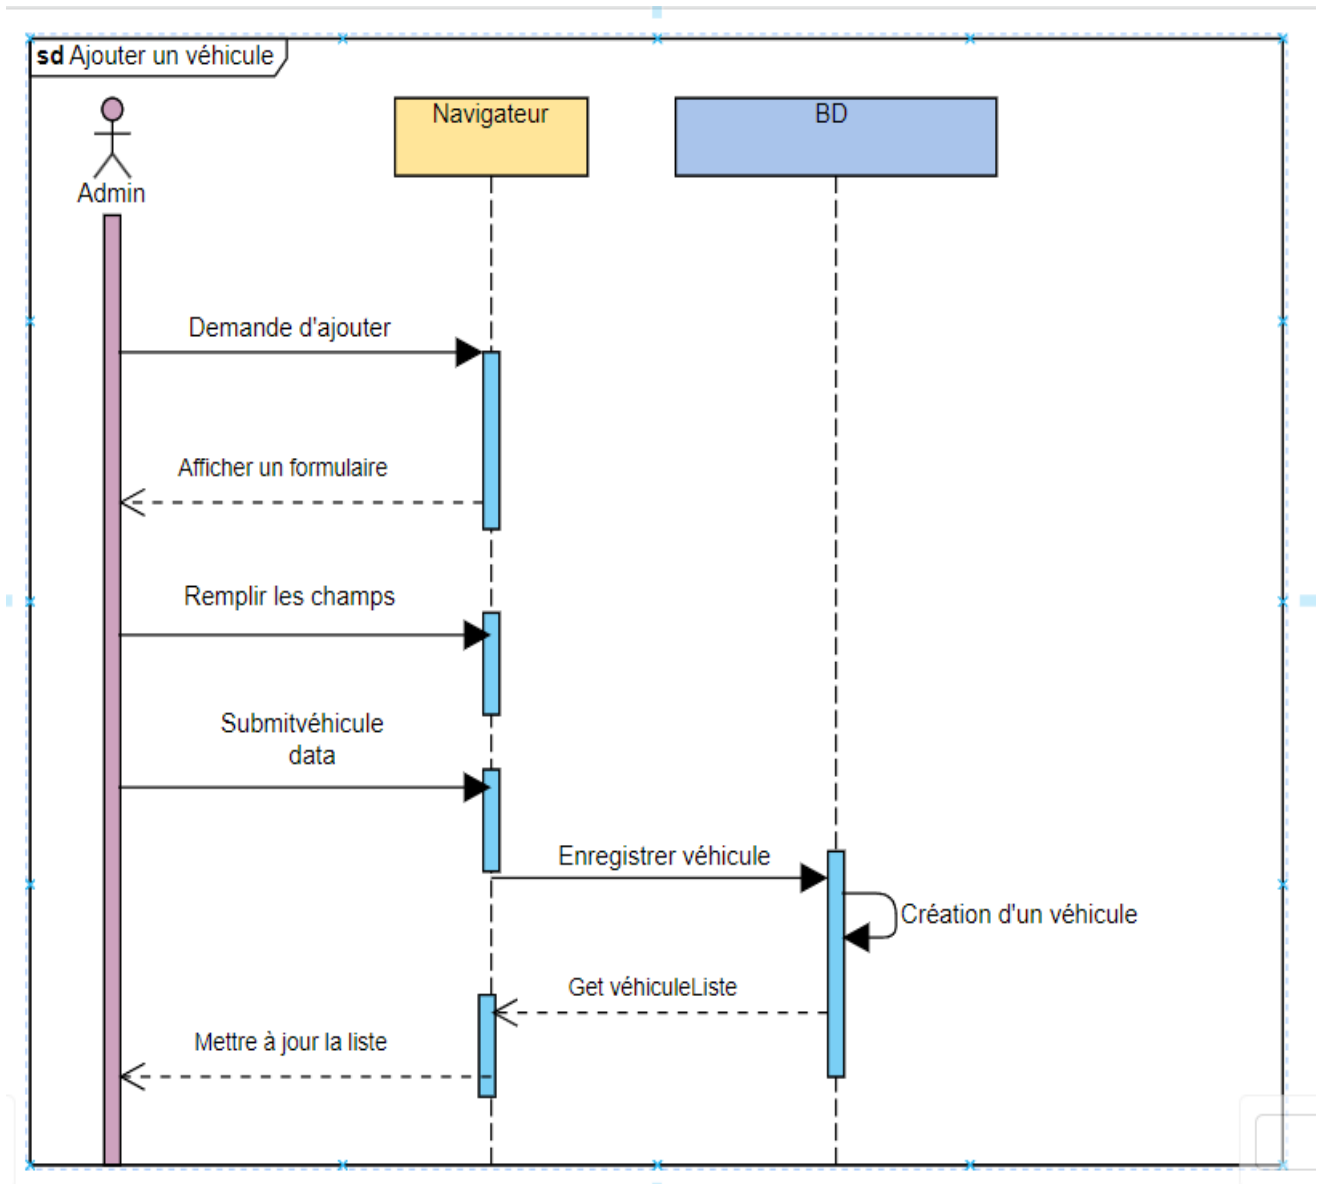 sd Ajouter un véhicule
Navigateur
BD
Admin
Demande d'ajouter
Afficher un formulaire
Remplir les champs
Submitvéhicule
data
Enregistrer véhicule
Création d'un véhicule
Get véhiculeListe
Mettre à jour la liste